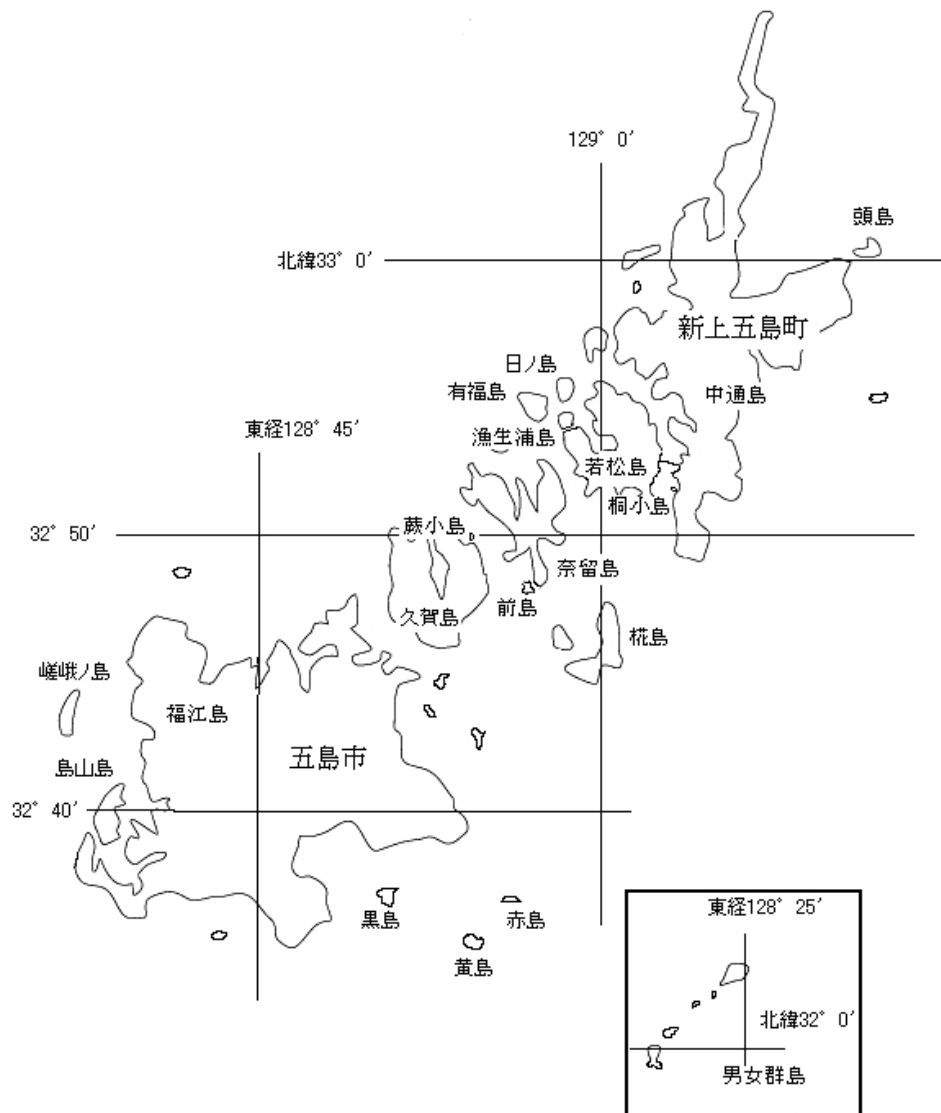 129° 0′
頭島
北緯33° 0′
新上五島町
日ノ島
有福島
中通島
東経128° 45′
漁生浦島
若松島
桐小島
蕨小島
32° 50′
奈留島
前島
久賀島
椛島
嵯峨ノ島
福江島
五島市
島山島
32° 40′
黒島
赤島
黄島
東経128° 25′
北緯32° 0′
男女群島